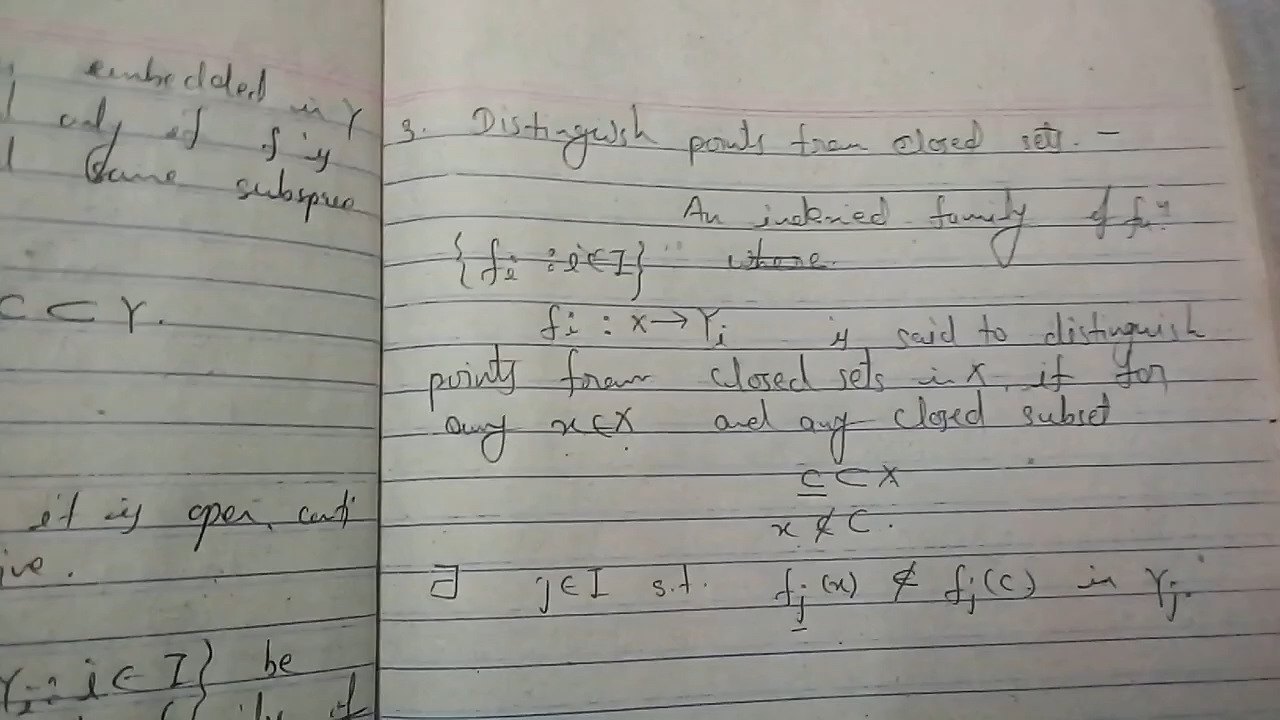 embedded in Y
only if f is
same subspace
C ⊂ Y.
it is open, conti
ive.
Yi : i ∈ I} be
3. Distinguish points from closed sets. -
An indexed family of fnˢ
{fi : i ∈ I} where
fi : X → Yi is said to distinguish
points from closed sets in X, if for
any x ∈ X and any closed subset
C ⊂ X
x ∉ C.
∃ j ∈ I s.t. fj(x) ∉ fj(C) in Yj.